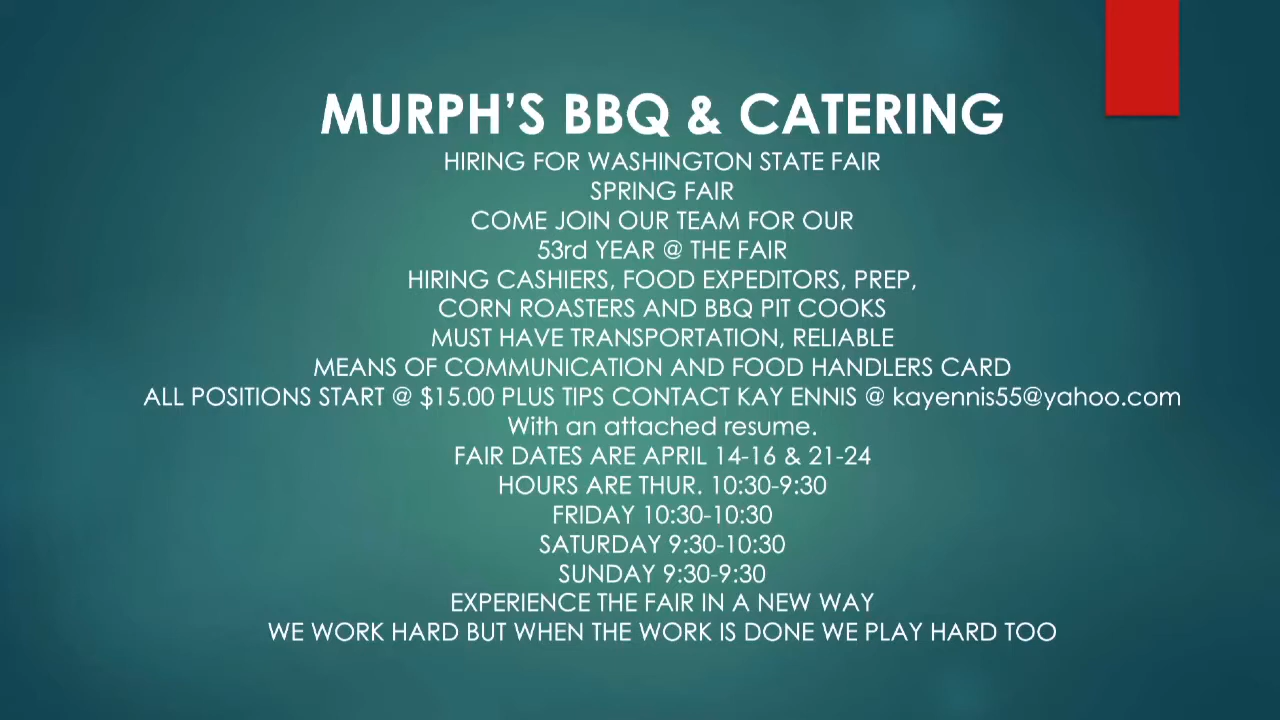 MURPH'S BBQ & CATERING
HIRING FOR WASHINGTON STATE FAIR
SPRING FAIR
COME JOIN OUR TEAM FOR OUR
53rd YEAR @ THE FAIR
HIRING CASHIERS, FOOD EXPEDITORS, PREP,
CORN ROASTERS AND BBQ PIT COOKS
MUST HAVE TRANSPORTATION, RELIABLE
MEANS OF COMMUNICATION AND FOOD HANDLERS CARD
ALL POSITIONS START @ $15.00 PLUS TIPS CONTACT KAY ENNIS @ kayennis55@yahoo.com
With an attached resume.
FAIR DATES ARE APRIL 14-16 & 21-24
HOURS ARE THUR. 10:30-9:30
FRIDAY 10:30-10:30
SATURDAY 9:30-10:30
SUNDAY 9:30-9:30
EXPERIENCE THE FAIR IN A NEW WAY
WE WORK HARD BUT WHEN THE WORK IS DONE WE PLAY HARD TOO